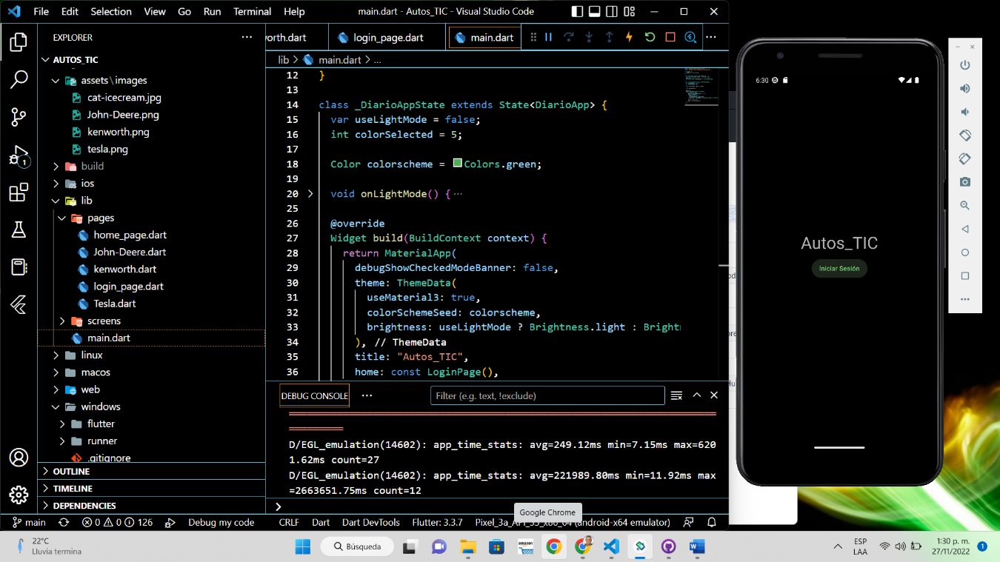 File Edit Selection View Go Run Terminal Help
main.dart - Autos_TIC - Visual Studio Code
EXPLORER
AUTOS_TIC
assets\images
cat-icecream.jpg
John-Deere.png
kenworth.png
tesla.png
build
ios
lib
pages
home_page.dart
John-Deere.dart
kenworth.dart
login_page.dart
Tesla.dart
screens
main.dart
linux
macos
web
windows
flutter
runner
.gitignore
OUTLINE
TIMELINE
DEPENDENCIES
orth.dart login_page.dart main.dart
lib > main.dart > ...
12 }
13
14 class _DiarioAppState extends State<DiarioApp> {
15 var useLightMode = false;
16 int colorSelected = 5;
17
18 Color colorscheme = Colors.green;
19
20 void onLightMode() { ...
25
26 @override
27 Widget build(BuildContext context) {
28 return MaterialApp(
29 debugShowCheckedModeBanner: false,
30 theme: ThemeData(
31 useMaterial3: true,
32 colorSchemeSeed: colorscheme,
33 brightness: useLightMode ? Brightness.light : Bright
34 ), // ThemeData
35 title: "Autos_TIC",
36 home: const LoginPage(),
DEBUG CONSOLE
Filter (e.g. text, !exclude)
D/EGL_emulation(14602): app_time_stats: avg=249.12ms min=7.15ms max=620
1.62ms count=27
D/EGL_emulation(14602): app_time_stats: avg=221989.80ms min=11.92ms max
=2663651.75ms count=12
Google Chrome
main 0 0 126 Debug my code CRLF Dart Dart DevTools Flutter: 3.3.7 Pixel_3a_API_33_x86_64 (android-x64 emulator)
6:30
Autos_TIC
Iniciar Sesión
22°C
Lluvia termina
Búsqueda
amazon
ESP
LAA
1:30 p. m.
27/11/2022
1